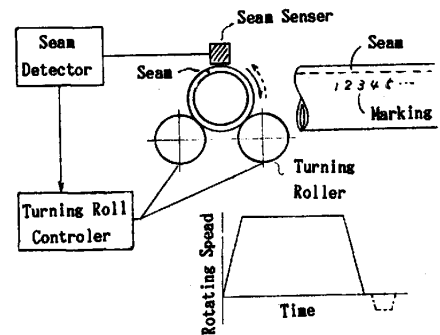 Seam Senser
Seam
Detector
Seam
Seam
1 2 3 4 5 ...
Marking
Turning
Roller
Turning Roll
Controler
Rotating Spead
Time